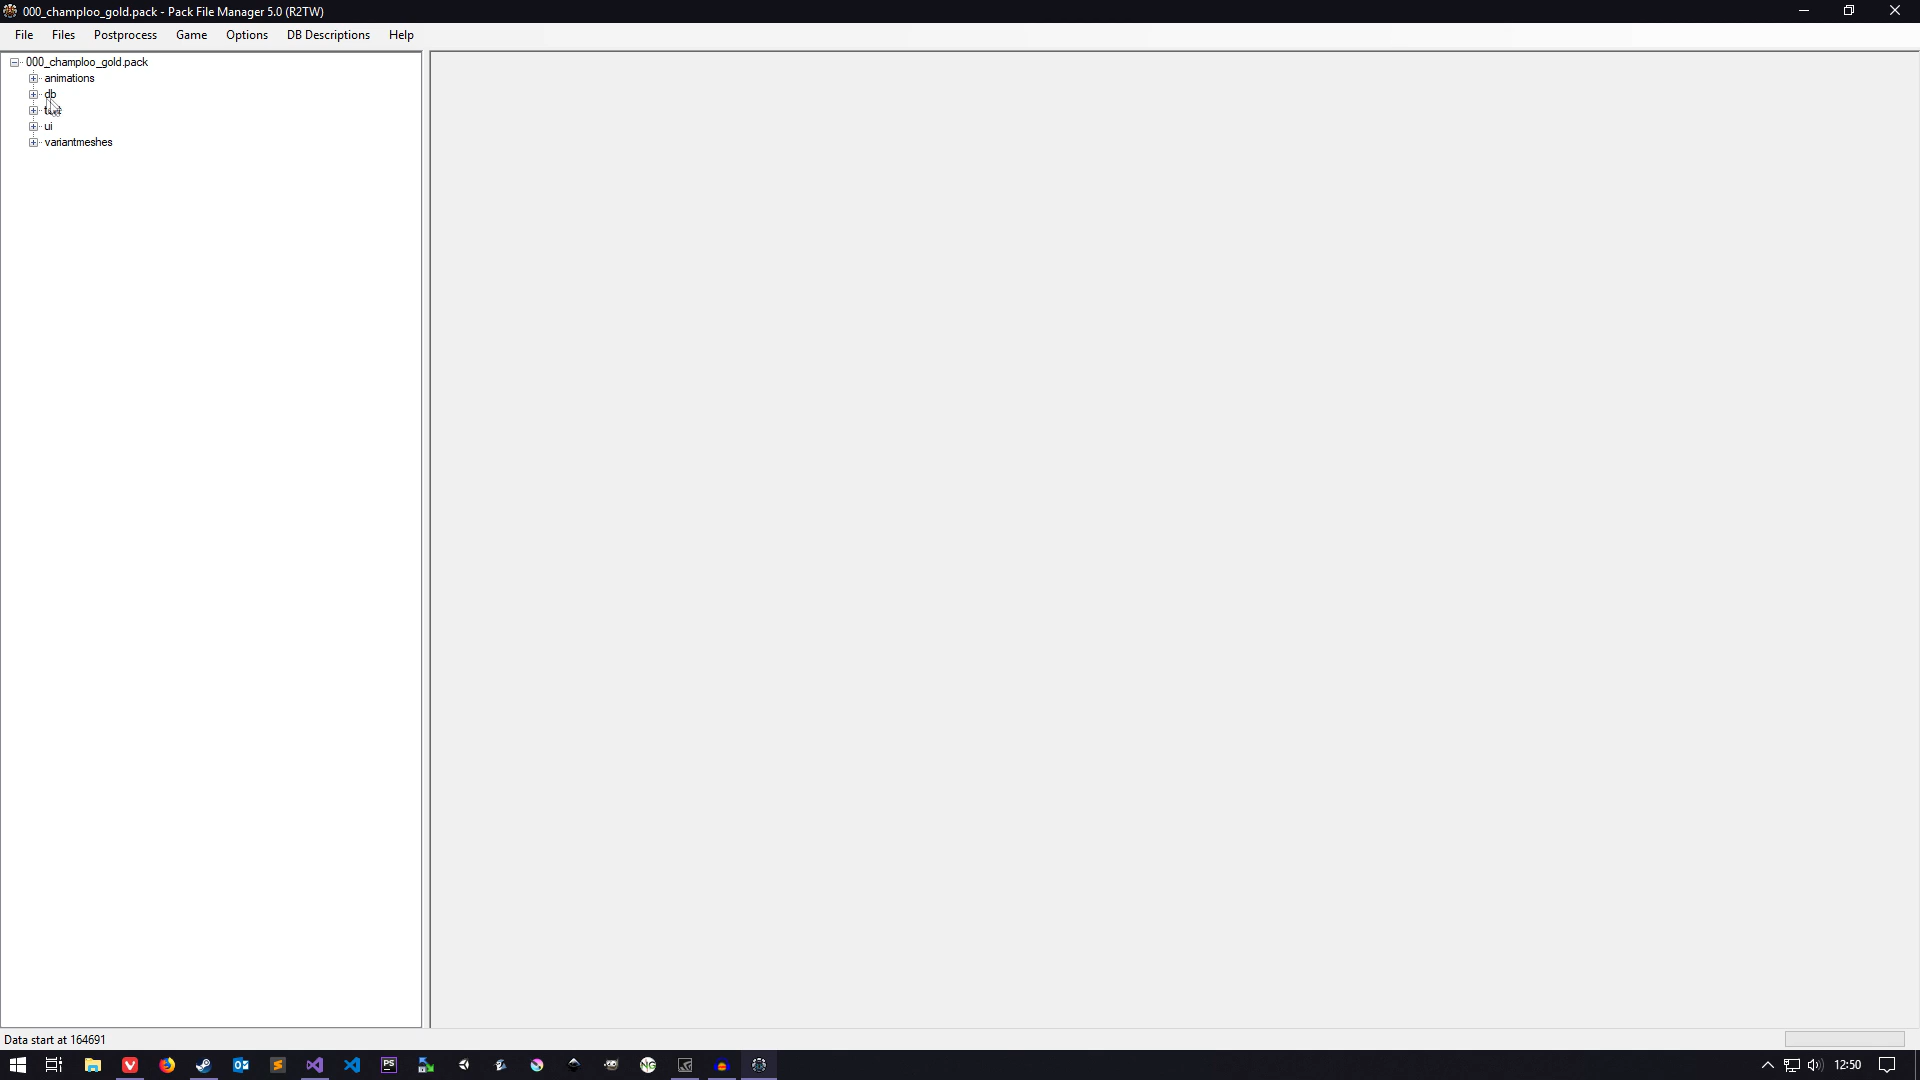 000_champloo_gold.pack - Pack File Manager 5.0 (R2TW)
File Files Postprocess Game Options DB Descriptions Help
000_champloo_gold.pack
animations
db
ui
variantmeshes
Data start at 164691
12:50